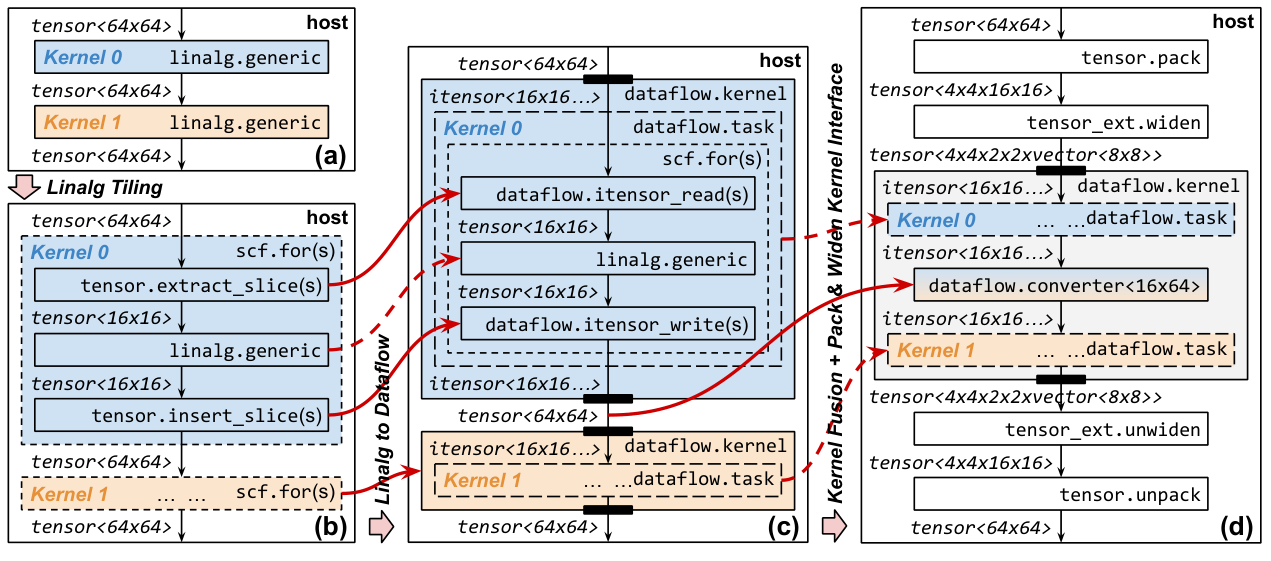 tensor<64x64>
host
Kernel 0 linalg.generic
tensor<64x64>
Kernel 1 linalg.generic
tensor<64x64>
(a)
Linalg Tiling
tensor<64x64>
host
Kernel 0
scf.for(s)
tensor.extract_slice(s)
tensor<16x16>
linalg.generic
tensor<16x16>
tensor.insert_slice(s)
tensor<64x64>
Kernel 1 … … scf.for(s)
tensor<64x64>
(b)
Linalg to Dataflow
host
tensor<64x64>
itensor<16x16…>
dataflow.kernel
Kernel 0
dataflow.task
scf.for(s)
dataflow.itensor_read(s)
tensor<16x16>
linalg.generic
tensor<16x16>
dataflow.itensor_write(s)
itensor<16x16…>
tensor<64x64>
itensor<16x16…>
dataflow.kernel
Kernel 1 … …dataflow.task
tensor<64x64>
(c)
Kernel Fusion + Pack & Widen Kernel Interface
tensor<64x64>
host
tensor.pack
tensor<4x4x16x16>
tensor_ext.widen
tensor<4x4x2x2xvector<8x8>>
itensor<16x16…>
dataflow.kernel
Kernel 0 … …dataflow.task
itensor<16x16…>
dataflow.converter<16x64>
itensor<16x16…>
Kernel 1 … …dataflow.task
tensor<4x4x2x2xvector<8x8>>
tensor_ext.unwiden
tensor<4x4x16x16>
tensor.unpack
tensor<64x64>
(d)